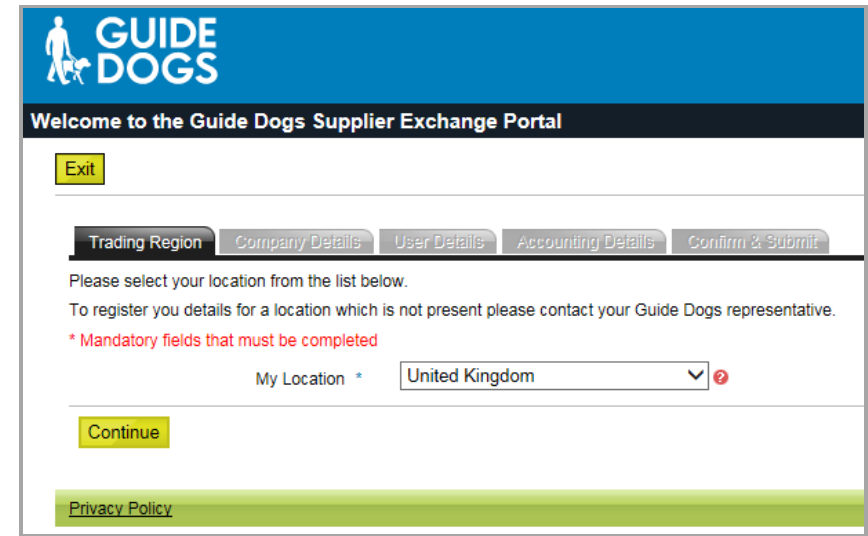 GUIDE
DOGS
Welcome to the Guide Dogs Supplier Exchange Portal
Exit
Trading Region Company Details User Details Accounting Details Confirm & Submit
Please select your location from the list below.
To register you details for a location which is not present please contact your Guide Dogs representative.
* Mandatory fields that must be completed
My Location * United Kingdom ?
Continue
Privacy Policy